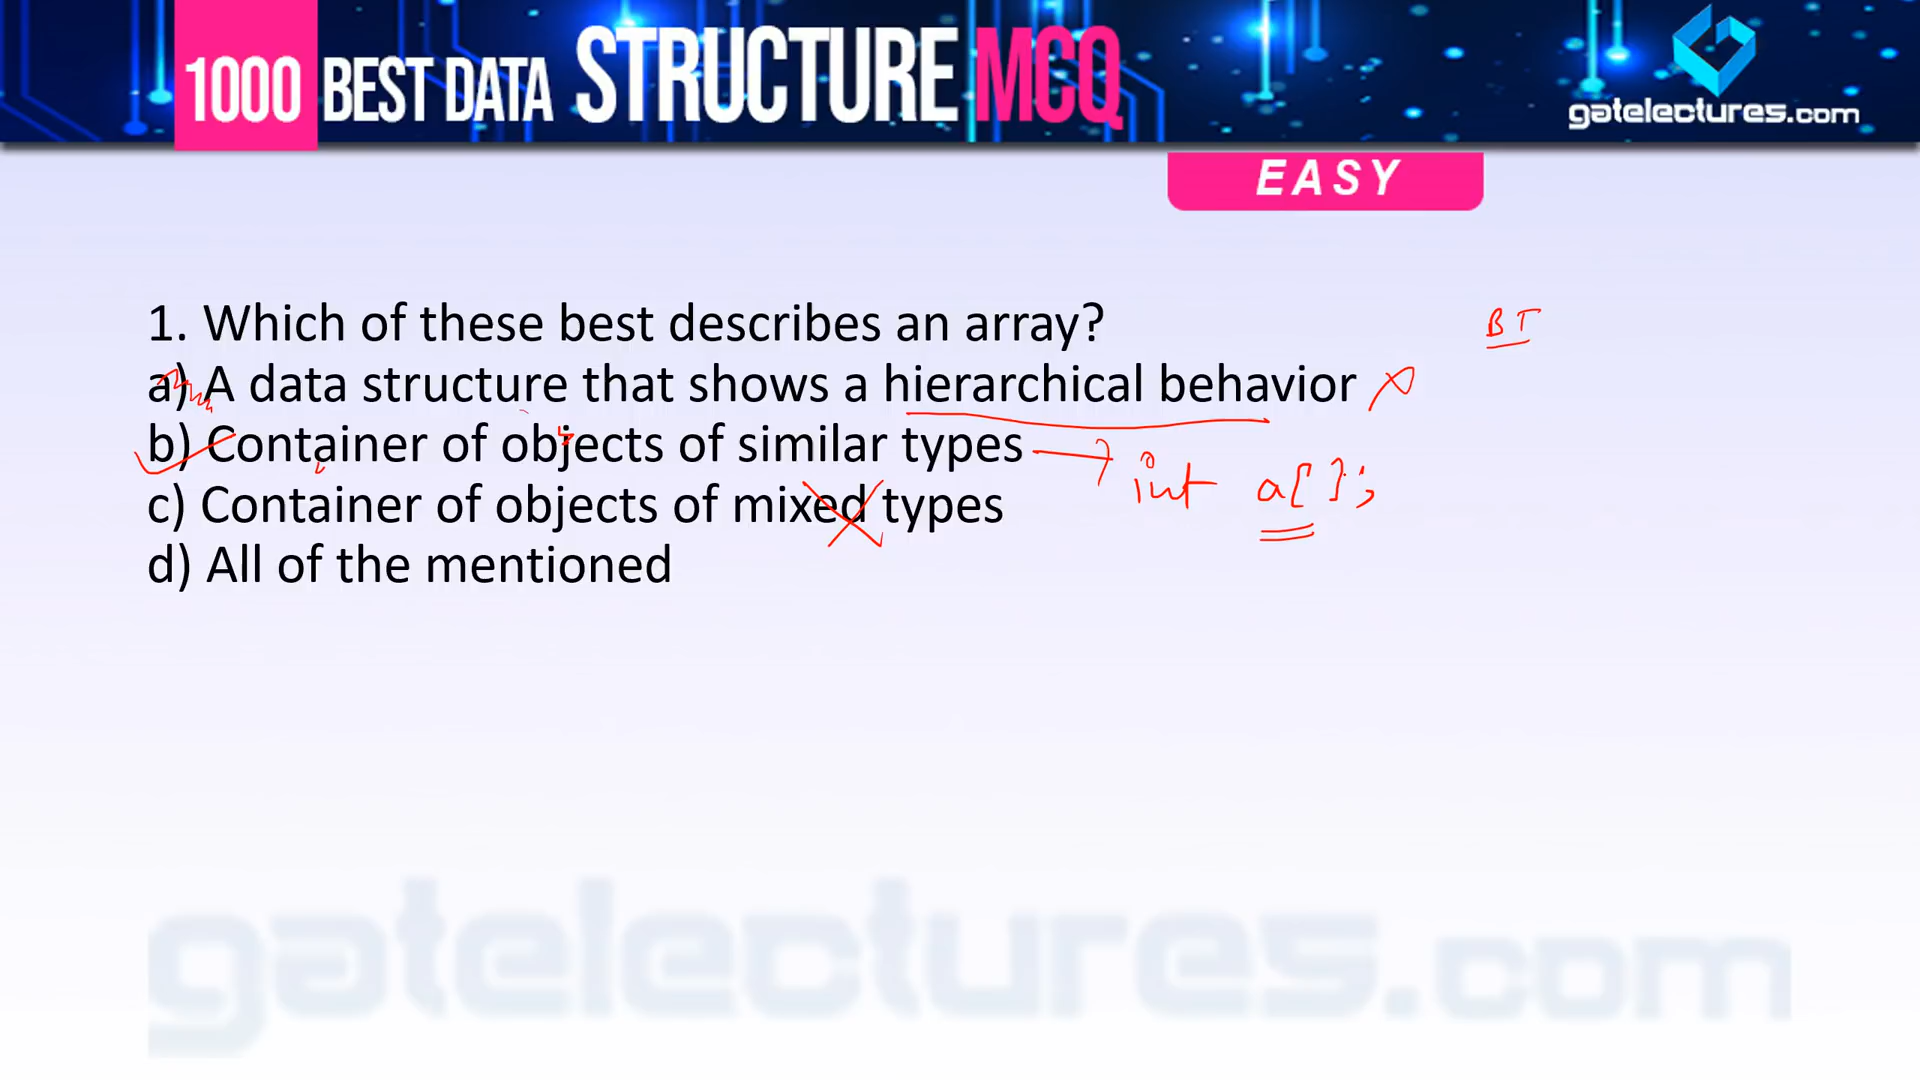 1000 BEST DATA STRUCTURE MCQ
gatelectures.com
EASY
1. Which of these best describes an array?
BT
a) A data structure that shows a hierarchical behavior
b) Container of objects of similar types
int a[];
c) Container of objects of mixed types
d) All of the mentioned
gatelectures.com